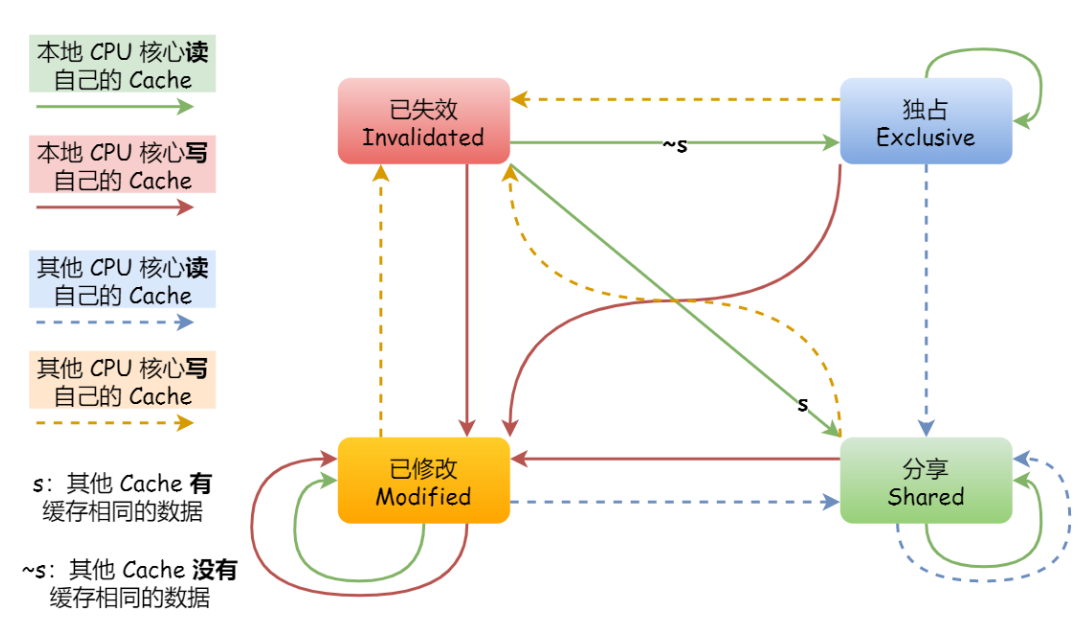 本地 CPU 核心读
自己的 Cache
本地 CPU 核心写
自己的 Cache
其他 CPU 核心读
自己的 Cache
其他 CPU 核心写
自己的 Cache
s：其他 Cache 有
缓存相同的数据
~s：其他 Cache 没有
缓存相同的数据
已失效
Invalidated
独占
Exclusive
~s
s
已修改
Modified
分享
Shared